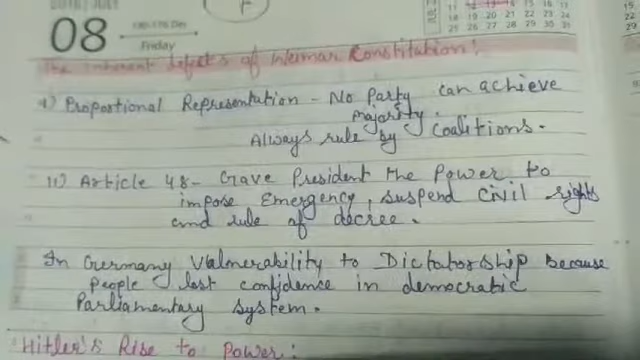 08
Friday
The inherent defects of Weimar Constitution:
i) Proportional Representation - No Party can achieve
majority.
Always rule by coalitions.
ii) Article 48- Gave President the Power to
impose Emergency, suspend civil rights
and rule of decree.
In Germany Vulnerability to Dictatorship because
people lost confidence in democratic
Parliamentary system.
Hitler's Rise to Power: